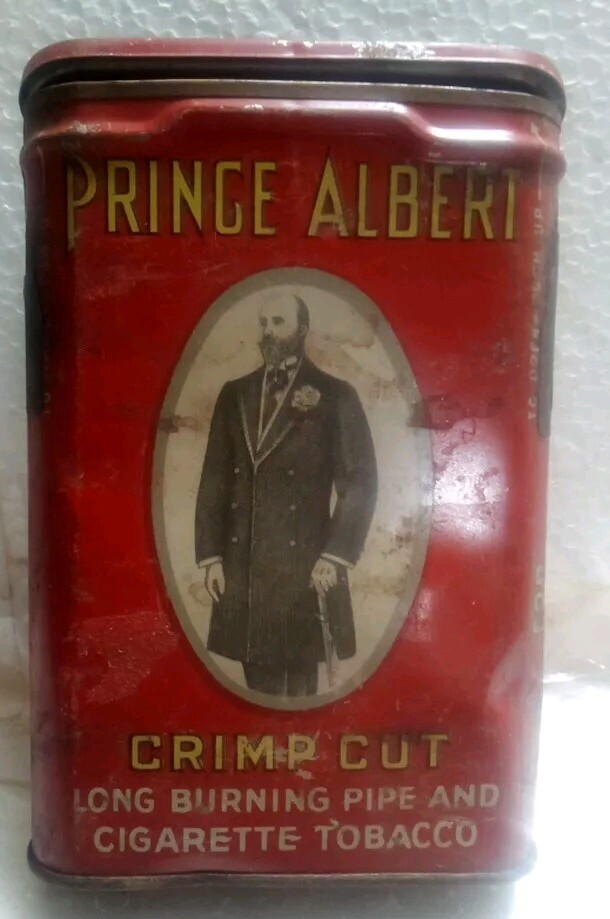 PRINCE ALBERT
CRIMP CUT
LONG BURNING PIPE AND
CIGARETTE TOBACCO